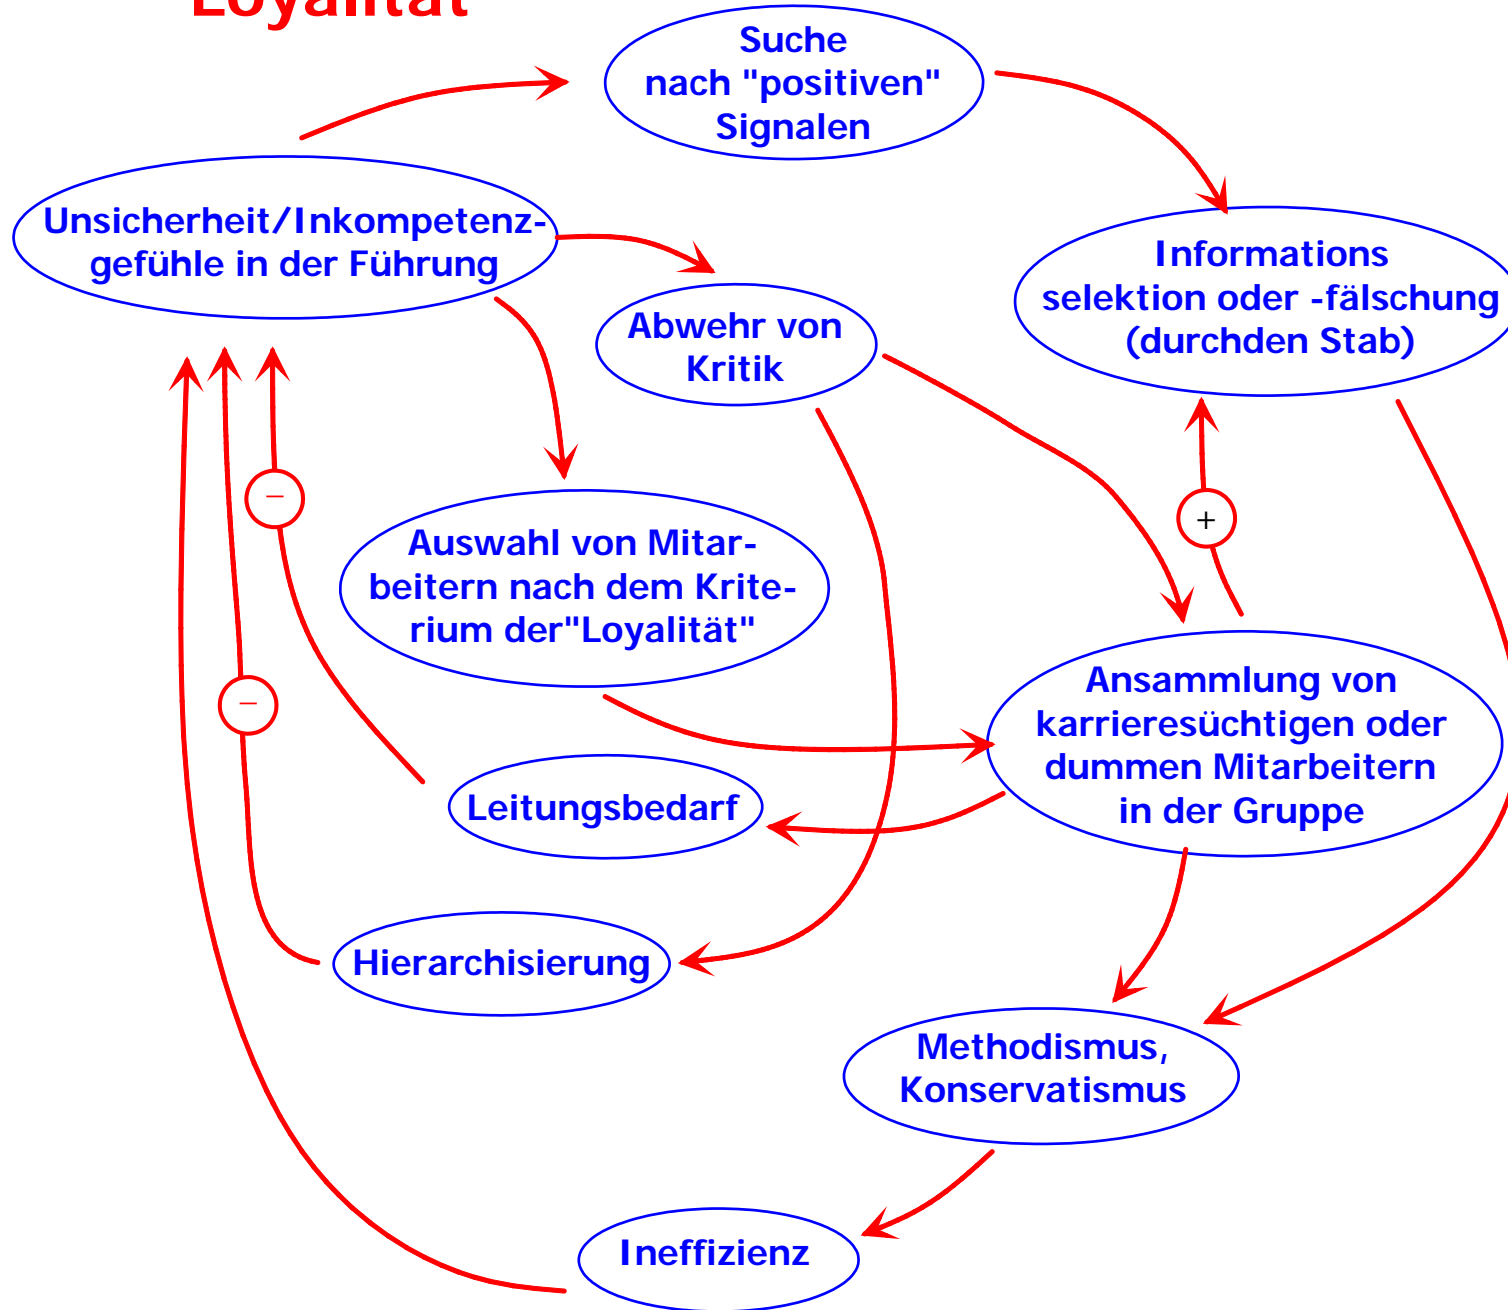 Loyalität
Suche
nach "positiven"
Signalen
Unsicherheit/Inkompetenz-
gefühle in der Führung
Informations
selektion oder -fälschung
(durchden Stab)
Abwehr von
Kritik
−
+
Auswahl von Mitar-
beitern nach dem Krite-
rium der"Loyalität"
−
Ansammlung von
karrieresüchtigen oder
dummen Mitarbeitern
in der Gruppe
Leitungsbedarf
Hierarchisierung
Methodismus,
Konservatismus
Ineffizienz